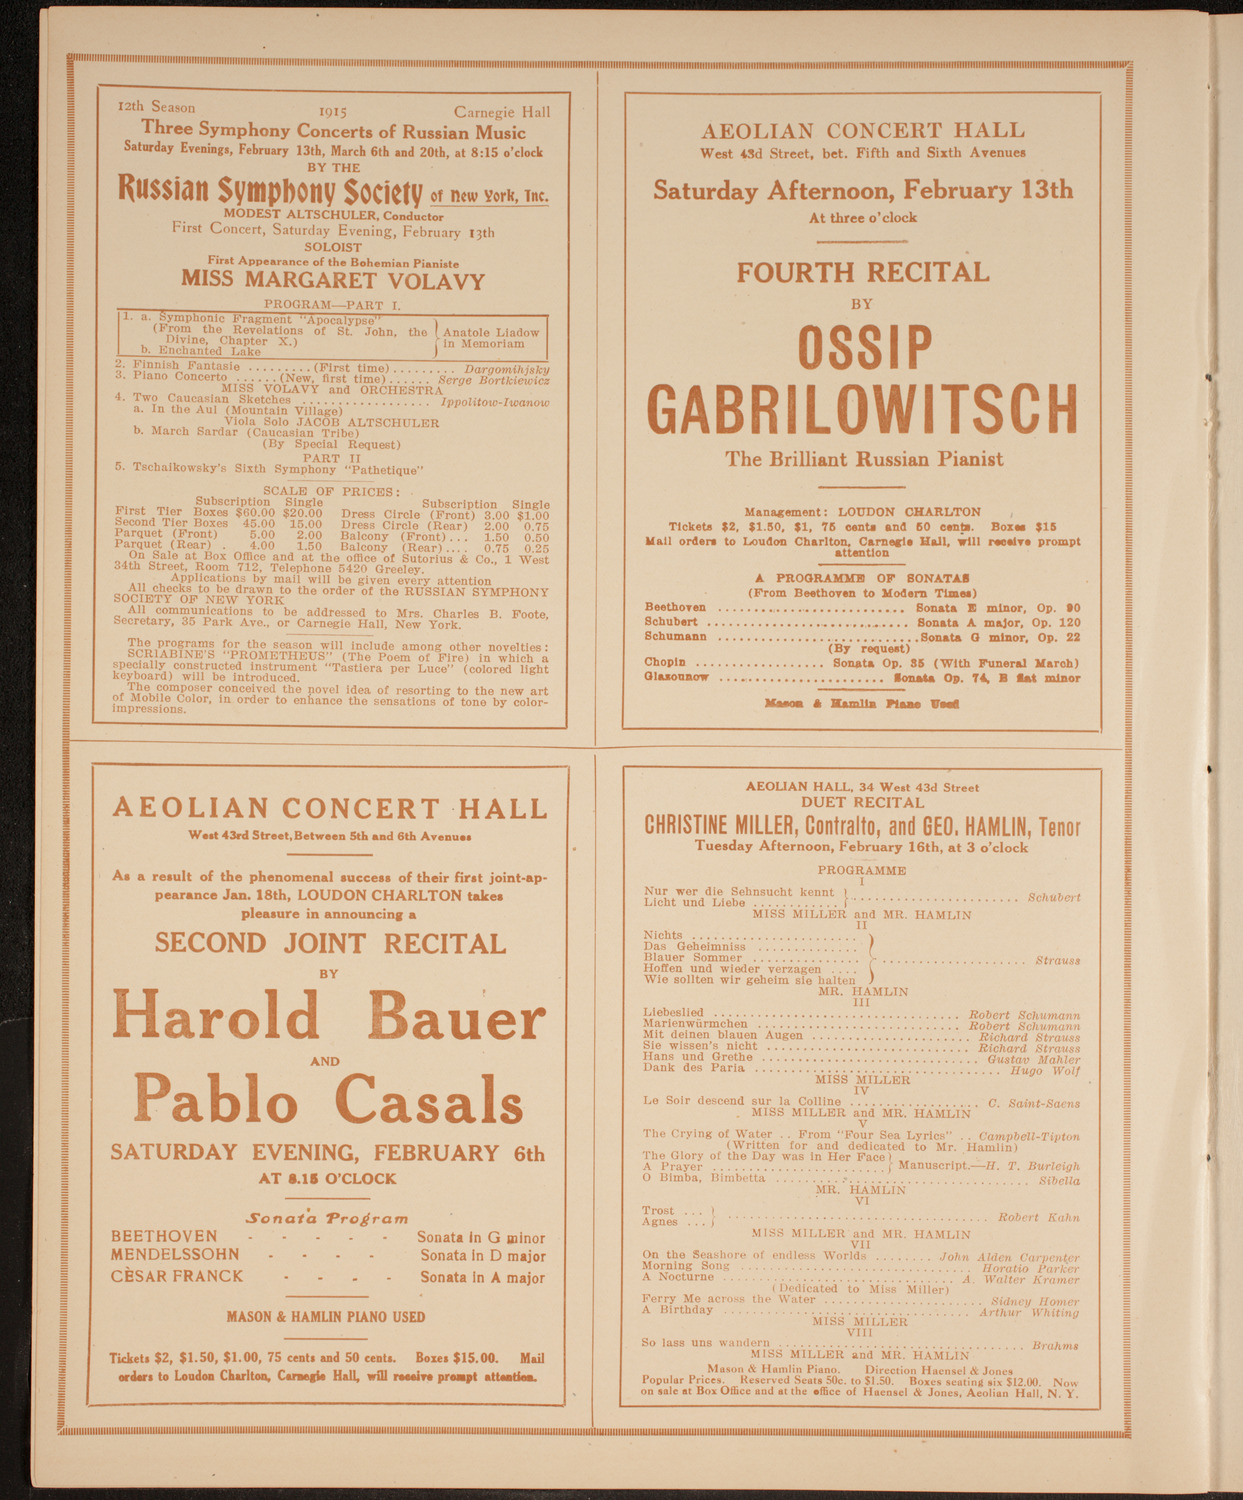 12th Season 1915 Carnegie Hall
Three Symphony Concerts of Russian Music
Saturday Evenings, February 13th, March 6th and 20th, at 8:15 o'clock
BY THE
Russian Symphony Society of New York, Inc.
MODEST ALTSCHULER, Conductor
First Concert, Saturday Evening, February 13th
SOLOIST
First Appearance of the Bohemian Pianiste
MISS MARGARET VOLAVY
PROGRAM—PART I.
1. a. Symphonic Fragment "Apocalypse"
(From the Revelations of St. John, the
Divine, Chapter X.)
b. Enchanted Lake
Anatole Liadow
in Memoriam
2. Finnish Fantasie ......... (First time) ......... Dargomihjsky
3. Piano Concerto ...... (New, first time) ...... Serge Bortkiewicz
MISS VOLAVY and ORCHESTRA
4. Two Caucasian Sketches .................. Ippolitow-Iwanow
a. In the Aul (Mountain Village)
Viola Solo JACOB ALTSCHULER
b. March Sardar (Caucasian Tribe)
(By Special Request)
PART II
5. Tschaikowsky's Sixth Symphony "Pathetique"
SCALE OF PRICES:
Subscription Single Subscription Single
First Tier Boxes $60.00 $20.00 Dress Circle (Front) 3.00 $1.00
Second Tier Boxes 45.00 15.00 Dress Circle (Rear) 2.00 0.75
Parquet (Front) 5.00 2.00 Balcony (Front) ... 1.50 0.50
Parquet (Rear) . 4.00 1.50 Balcony (Rear) .... 0.75 0.25
On Sale at Box Office and at the office of Sutorius & Co., 1 West
34th Street, Room 712, Telephone 5420 Greeley.
Applications by mail will be given every attention
All checks to be drawn to the order of the RUSSIAN SYMPHONY
SOCIETY OF NEW YORK
All communications to be addressed to Mrs. Charles B. Foote,
Secretary, 35 Park Ave., or Carnegie Hall, New York.
The programs for the season will include among other novelties:
SCRIABINE'S "PROMETHEUS" (The Poem of Fire) in which a
specially constructed instrument "Tastiera per Luce" (colored light
keyboard) will be introduced.
The composer conceived the novel idea of resorting to the new art
of Mobile Color, in order to enhance the sensations of tone by color-
impressions.
AEOLIAN CONCERT HALL
West 43d Street, bet. Fifth and Sixth Avenues
Saturday Afternoon, February 13th
At three o'clock
FOURTH RECITAL
BY
OSSIP
GABRILOWITSCH
The Brilliant Russian Pianist
Management: LOUDON CHARLTON
Tickets $2, $1.50, $1, 75 cents and 50 cents. Boxes $15
Mail orders to Loudon Charlton, Carnegie Hall, will receive prompt
attention
A PROGRAMME OF SONATAS
(From Beethoven to Modern Times)
Beethoven .......................... Sonata E minor, Op. 90
Schubert ............................ Sonata A major, Op. 120
Schumann ............................ Sonata G minor, Op. 22
(By request)
Chopin .................. Sonata Op. 35 (With Funeral March)
Glazounow ........................ Sonata Op. 74, B flat minor
Mason & Hamlin Piano Used
AEOLIAN CONCERT HALL
West 43rd Street, Between 5th and 6th Avenues
As a result of the phenomenal success of their first joint-ap-
pearance Jan. 18th, LOUDON CHARLTON takes
pleasure in announcing a
SECOND JOINT RECITAL
BY
Harold Bauer
AND
Pablo Casals
SATURDAY EVENING, FEBRUARY 6th
AT 8.15 O'CLOCK
Sonata Program
BEETHOVEN - - - - - Sonata in G minor
MENDELSSOHN - - - - Sonata in D major
CÈSAR FRANCK - - - - Sonata in A major
MASON & HAMLIN PIANO USED
Tickets $2, $1.50, $1.00, 75 cents and 50 cents. Boxes $15.00. Mail
orders to Loudon Charlton, Carnegie Hall, will receive prompt attention.
AEOLIAN HALL, 34 West 43d Street
DUET RECITAL
CHRISTINE MILLER, Contralto, and GEO. HAMLIN, Tenor
Tuesday Afternoon, February 16th, at 3 o'clock
PROGRAMME
I
Nur wer die Sehnsucht kennt
Licht und Liebe ............ Schubert
MISS MILLER and MR. HAMLIN
II
Nichts .......................
Das Geheimniss ..............
Blauer Sommer ...............
Hoffen und wieder verzagen ....
Wie sollten wir geheim sie halten
Strauss
MR. HAMLIN
III
Liebeslied .................................. Robert Schumann
Marienwürmchen ............................ Robert Schumann
Mit deinen blauen Augen ...................... Richard Strauss
Sie wissen's nicht ............................ Richard Strauss
Hans und Grethe .............................. Gustav Mahler
Dank des Paria .................................. Hugo Wolf
MISS MILLER
IV
Le Soir descend sur la Colline .................. C. Saint-Saens
MISS MILLER and MR. HAMLIN
V
The Crying of Water .. From "Four Sea Lyrics" .. Campbell-Tipton
(Written for and dedicated to Mr. Hamlin)
The Glory of the Day was in Her Face
A Prayer ........................ Manuscript.—H. T. Burleigh
O Bimba, Bimbetta ................................... Sibella
MR. HAMLIN
VI
Trost ...
Agnes ... Robert Kahn
MISS MILLER and MR. HAMLIN
VII
On the Seashore of endless Worlds ........ John Alden Carpenter
Morning Song .................................. Horatio Parker
A Nocturne ................................ A. Walter Kramer
(Dedicated to Miss Miller)
Ferry Me across the Water ...................... Sidney Homer
A Birthday .................................... Arthur Whiting
MISS MILLER
VIII
So lass uns wandern .................................. Brahms
MISS MILLER and MR. HAMLIN
Mason & Hamlin Piano. Direction Haensel & Jones
Popular Prices. Reserved Seats 50c. to $1.50. Boxes seating six $12.00. Now
on sale at Box Office and at the office of Haensel & Jones, Aeolian Hall, N. Y.